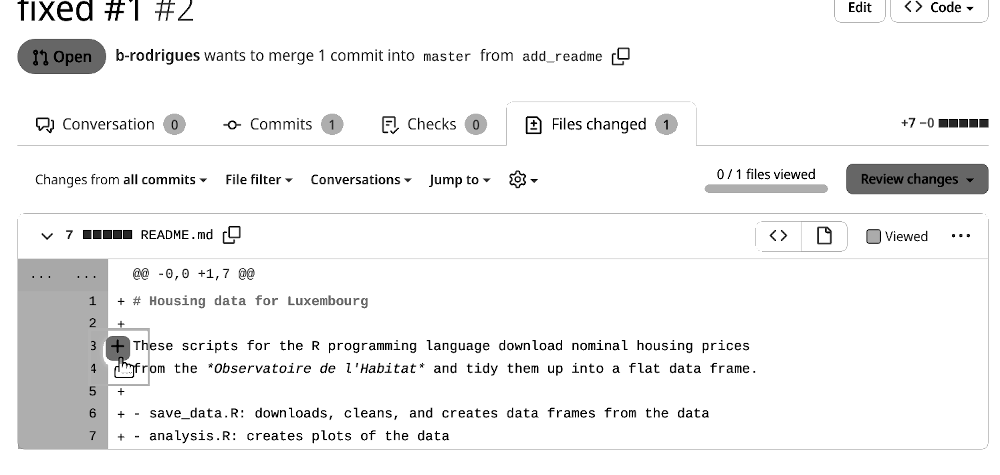 fixed #1 #2
Edit
<> Code
Open
b-rodrigues wants to merge 1 commit into master from add_readme
Conversation 0
Commits 1
Checks 0
Files changed 1
+7 −0
Changes from all commits
File filter
Conversations
Jump to
0 / 1 files viewed
Review changes
7 README.md
<>
Viewed
...
... ... @@ -0,0 +1,7 @@
1 + # Housing data for Luxembourg
2 +
3 + These scripts for the R programming language download nominal housing prices
4 from the *Observatoire de l'Habitat* and tidy them up into a flat data frame.
5 +
6 + - save_data.R: downloads, cleans, and creates data frames from the data
7 + - analysis.R: creates plots of the data